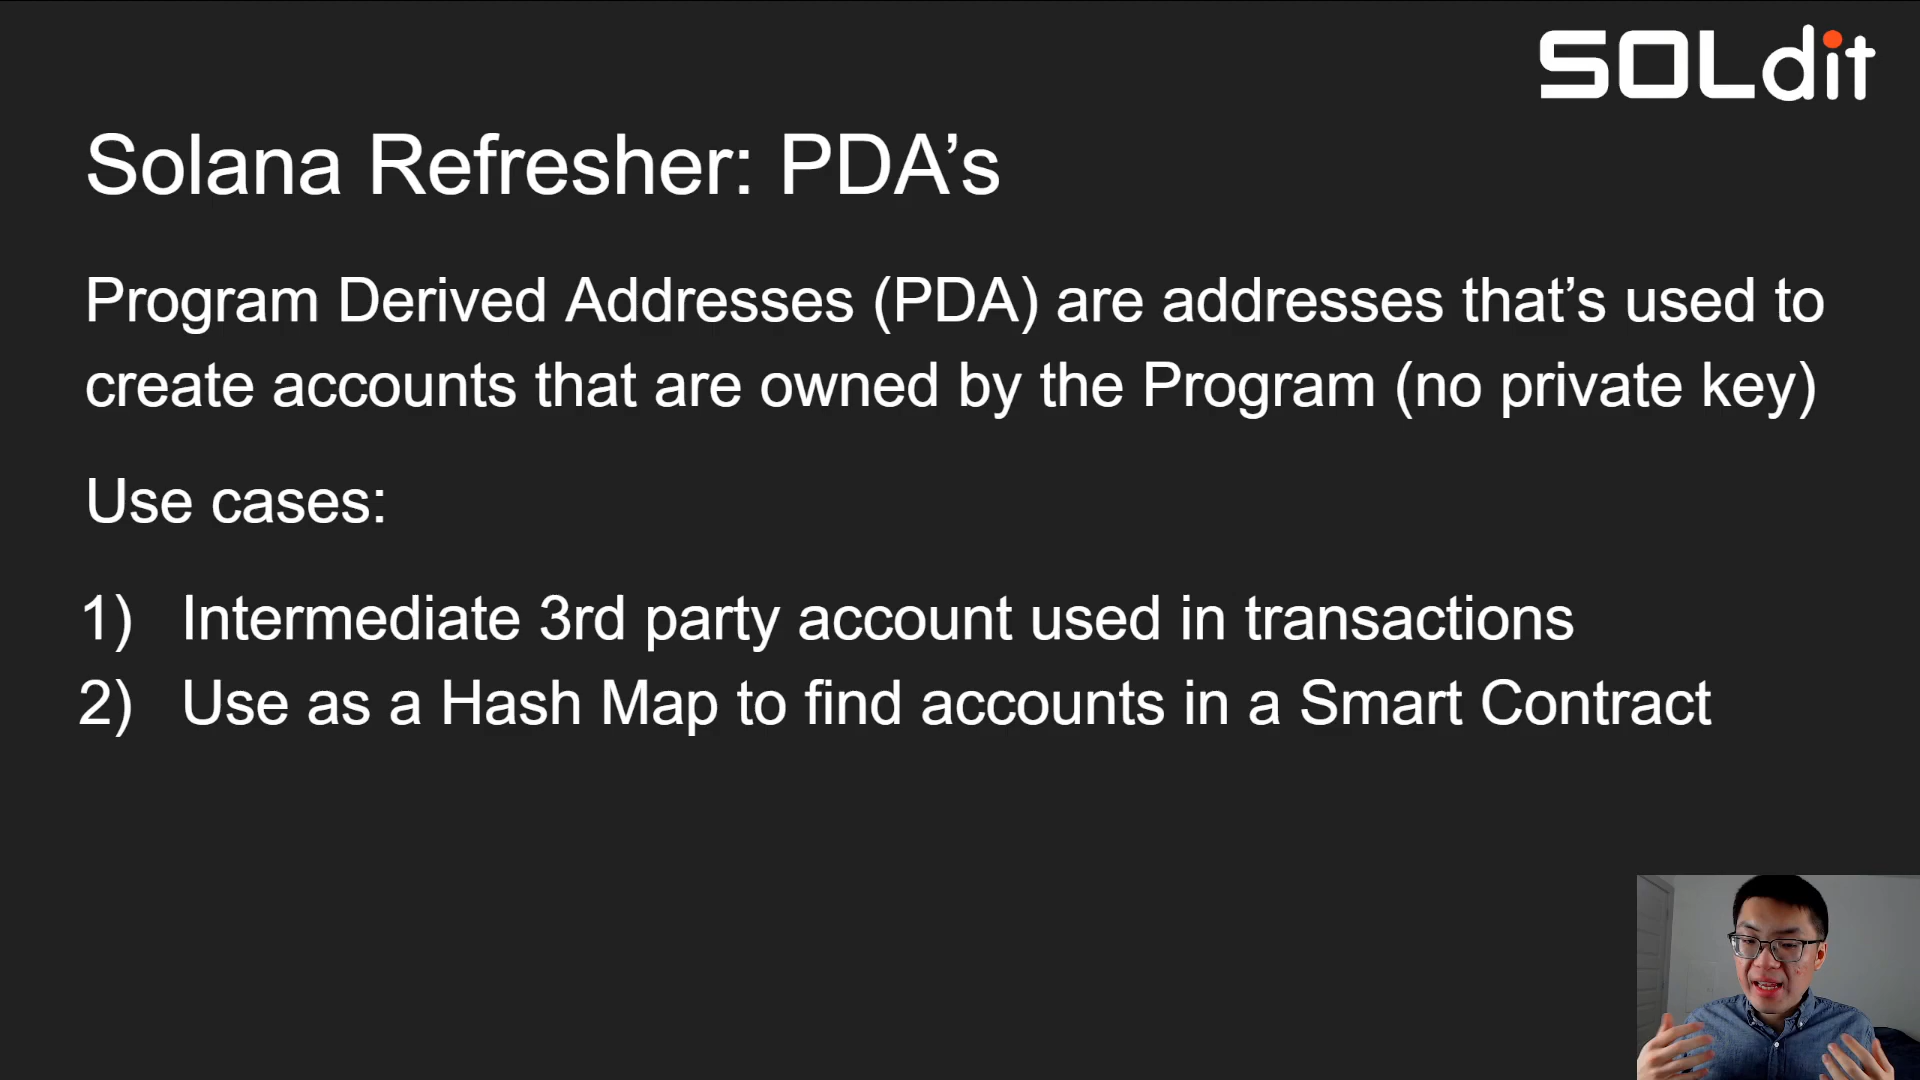 SOLdit
Solana Refresher: PDA’s
Program Derived Addresses (PDA) are addresses that’s used to
create accounts that are owned by the Program (no private key)
Use cases:
1) Intermediate 3rd party account used in transactions
2) Use as a Hash Map to find accounts in a Smart Contract